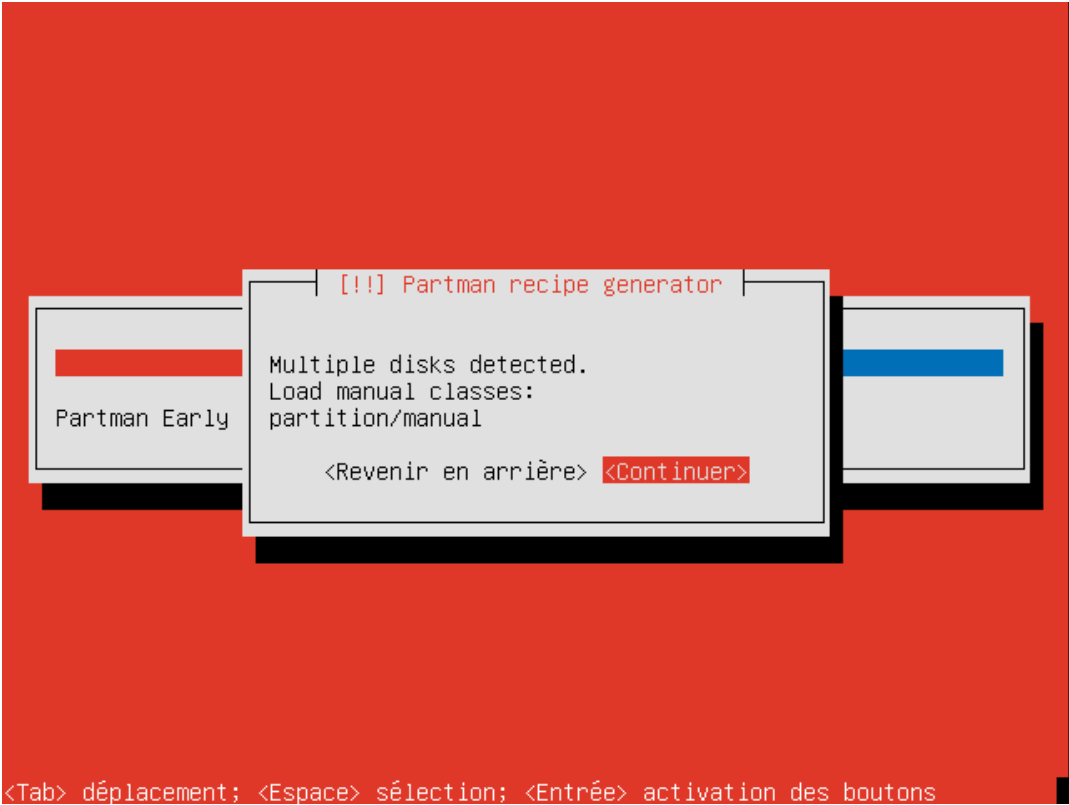 [!!] Partman recipe generator
Multiple disks detected.
Load manual classes:
Partman Early
partition/manual
<Revenir en arrière> <Continuer>
<Tab> déplacement; <Espace> sélection; <Entrée> activation des boutons